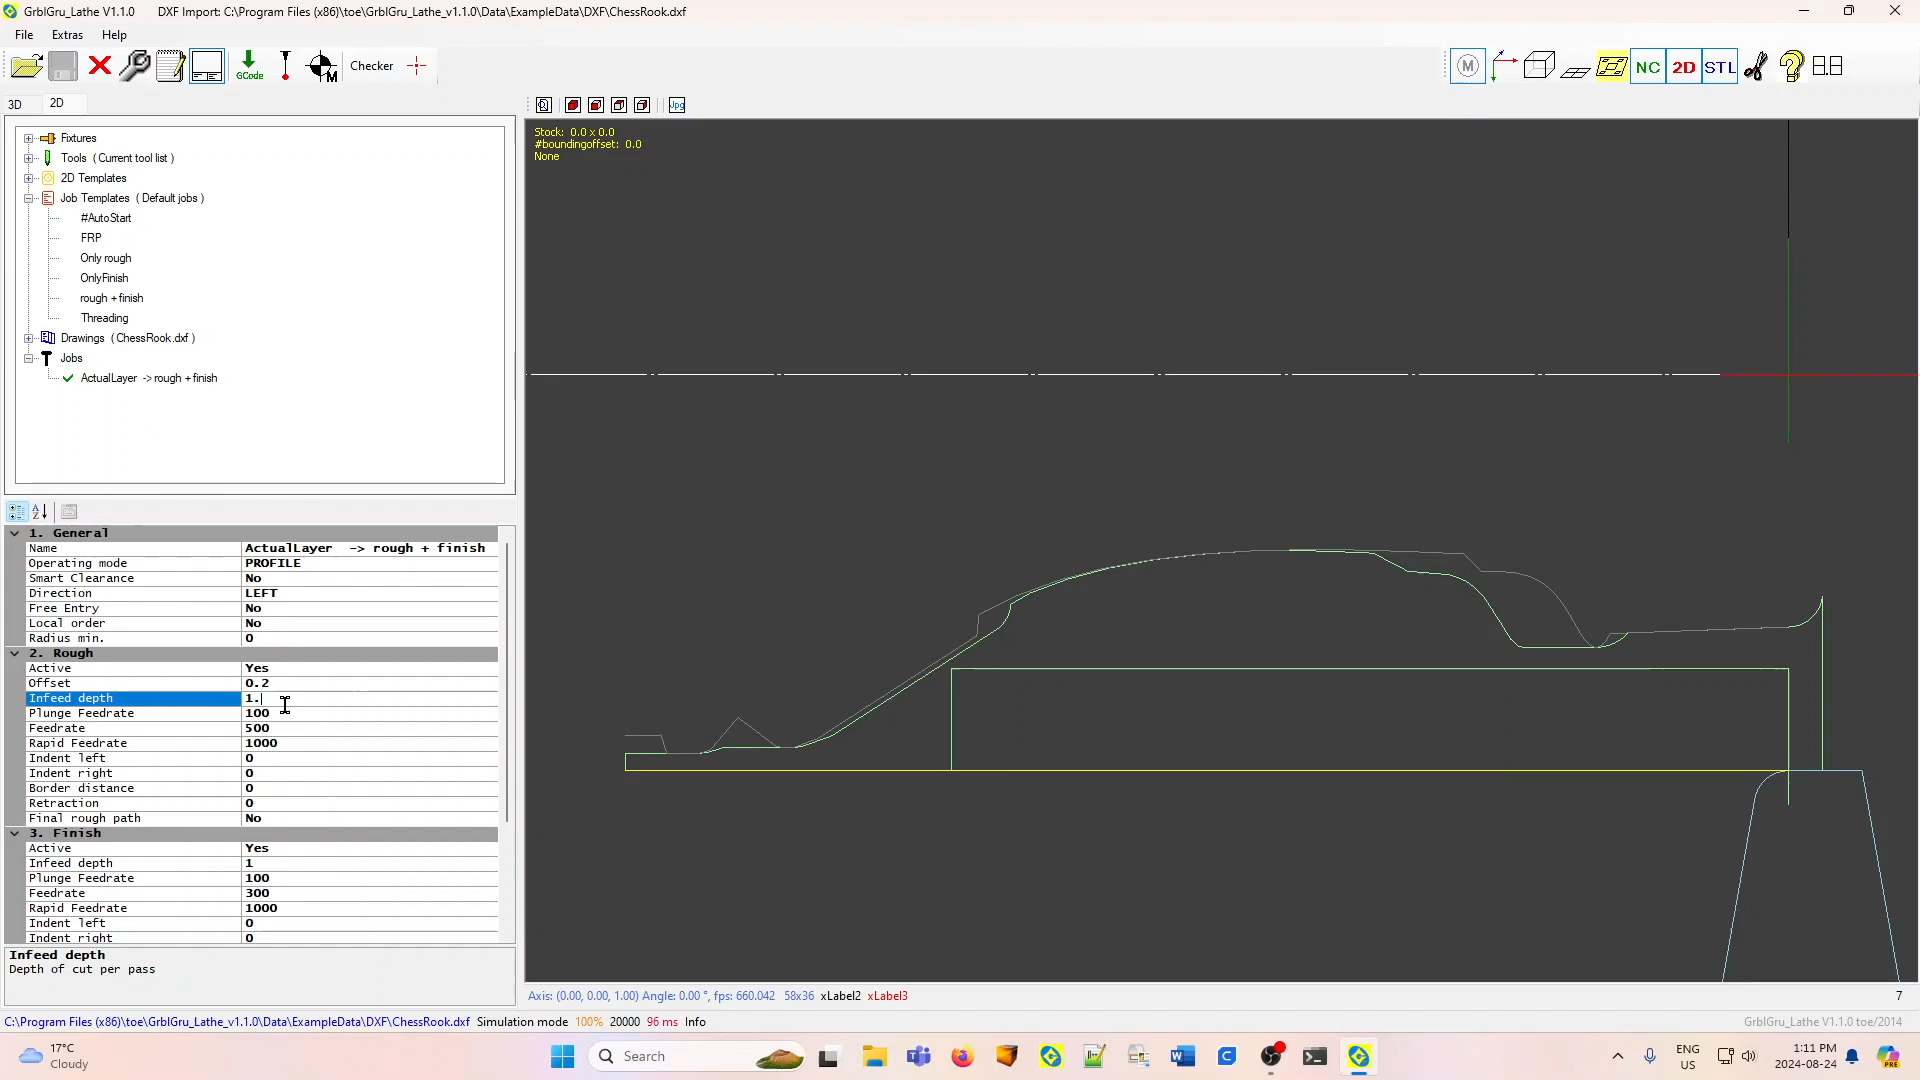 GrblGru_Lathe V1.1.0 DXF Import: C:\Program Files (x86)\toe\GrblGru_Lathe_v1.1.0\Data\ExampleData\DXF\ChessRook.dxf
File Extras Help
GCode M Checker M NC 2D STL
3D 2D Jpg
Fixtures
Tools ( Current tool list )
2D Templates
Job Templates ( Default jobs )
#AutoStart
FRP
Only rough
OnlyFinish
rough + finish
Threading
Drawings ( ChessRook.dxf )
Jobs
ActualLayer -> rough + finish
Stock: 0.0 x 0.0
#boundingoffset: 0.0
None
1. General
Name ActualLayer -> rough + finish
Operating mode PROFILE
Smart Clearance No
Direction LEFT
Free Entry No
Local order No
Radius min. 0
2. Rough
Active Yes
Offset 0.2
Infeed depth 1.
Plunge Feedrate 100
Feedrate 500
Rapid Feedrate 1000
Indent left 0
Indent right 0
Border distance 0
Retraction 0
Final rough path No
3. Finish
Active Yes
Infeed depth 1
Plunge Feedrate 100
Feedrate 300
Rapid Feedrate 1000
Indent left 0
Indent right 0
Infeed depth
Depth of cut per pass
Axis: (0.00, 0.00, 1.00) Angle: 0.00 °, fps: 660.042 58x36 xLabel2 xLabel3 7
C:\Program Files (x86)\toe\GrblGru_Lathe_v1.1.0\Data\ExampleData\DXF\ChessRook.dxf Simulation mode 100% 20000 96 ms Info GrblGru_Lathe V1.1.0 toe/2014
17°C
Cloudy
Search
ENG
US
1:11 PM
2024-08-24
PRE